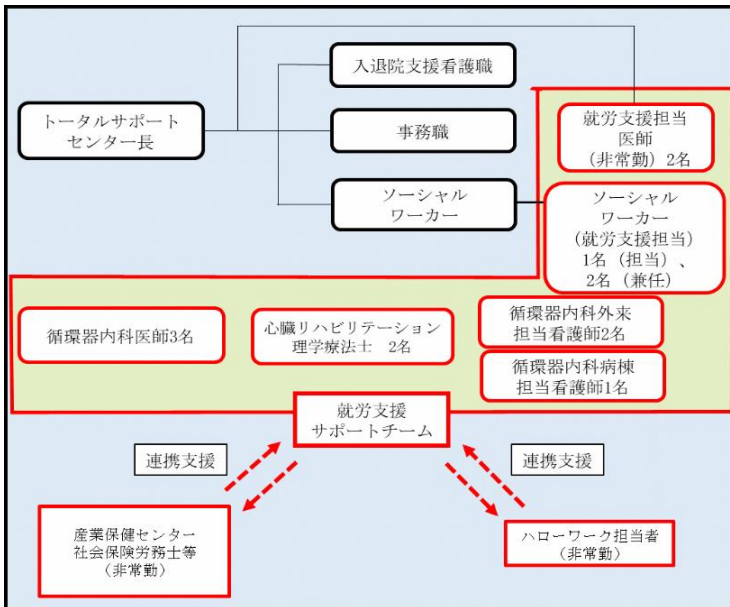 入退院支援看護職
トータルサポート
センター長
事務職
ソーシャル
ワーカー
就労支援担当
医師
（非常勤）2名
ソーシャル
ワーカー
（就労支援担当）
1名（担当）、
2名（兼任）
循環器内科医師3名
心臓リハビリテーション
理学療法士　2名
循環器内科外来
担当看護師2名
循環器内科病棟
担当看護師1名
就労支援
サポートチーム
連携支援
連携支援
産業保健センター
社会保険労務士等
（非常勤）
ハローワーク担当者
（非常勤）